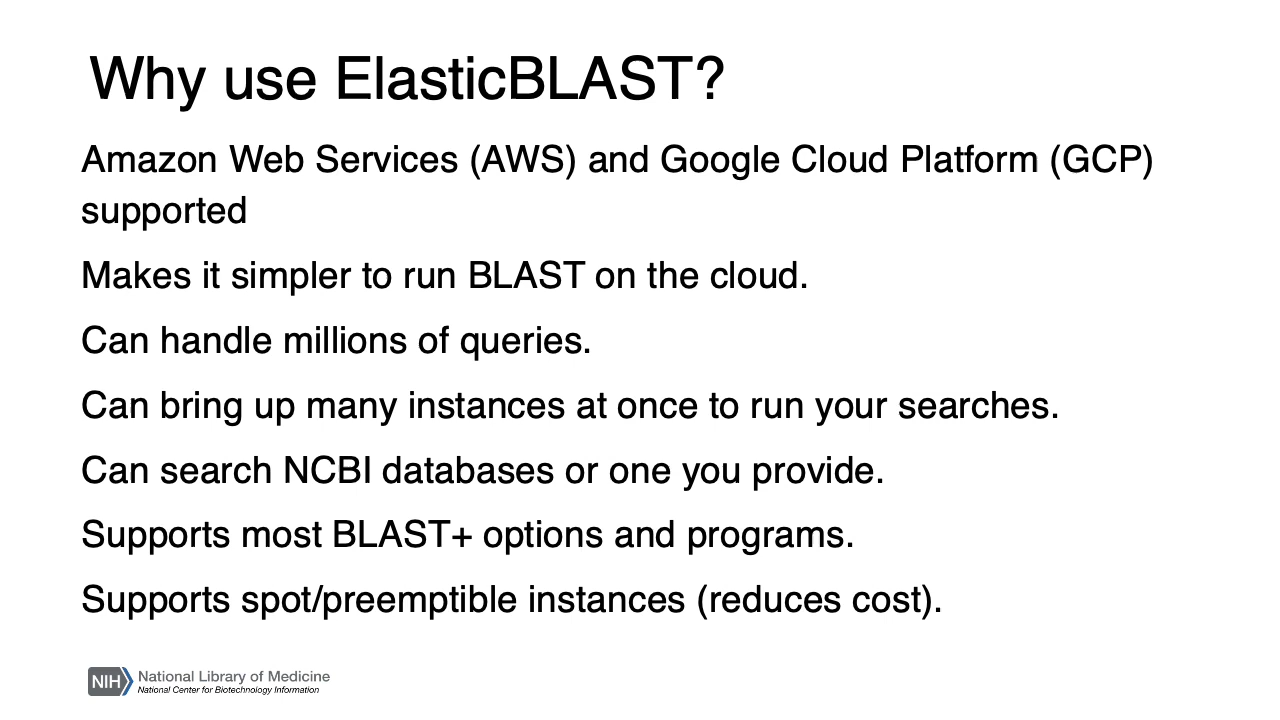 Why use ElasticBLAST?
Amazon Web Services (AWS) and Google Cloud Platform (GCP)
supported
Makes it simpler to run BLAST on the cloud.
Can handle millions of queries.
Can bring up many instances at once to run your searches.
Can search NCBI databases or one you provide.
Supports most BLAST+ options and programs.
Supports spot/preemptible instances (reduces cost).
NIH National Library of Medicine
National Center for Biotechnology Information